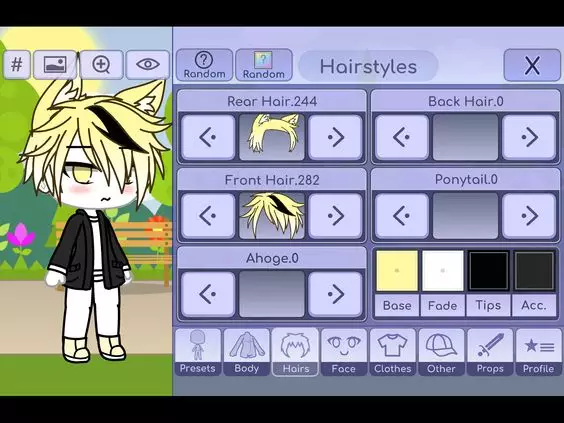 #
? Random
? Random
Hairstyles
X
Rear Hair.244
Back Hair.0
Front Hair.282
Ponytail.0
Ahoge.0
Base
Fade
Tips
Acc.
Presets
Body
Hairs
Face
Clothes
Other
Props
Profile